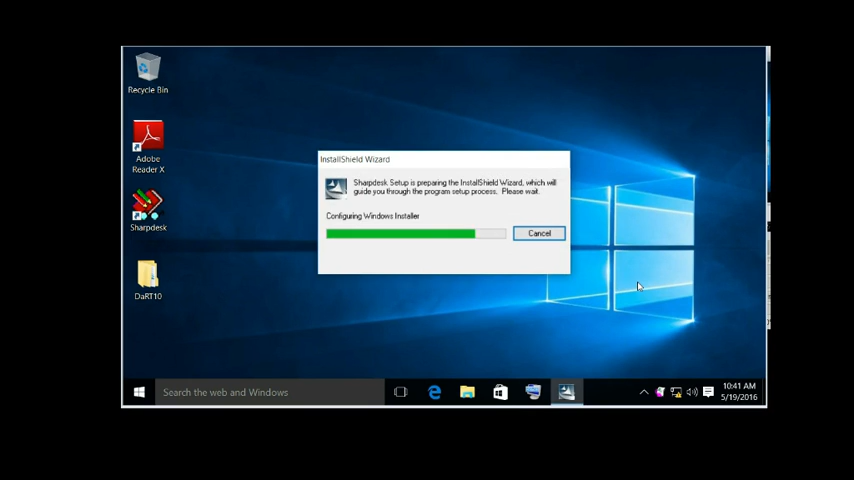 Recycle Bin
Adobe
Reader X
Sharpdesk
DaRT10
InstallShield Wizard
Sharpdesk Setup is preparing the InstallShield Wizard, which will
guide you through the program setup process. Please wait.
Configuring Windows Installer
Cancel
Search the web and Windows
10:41 AM
5/19/2016